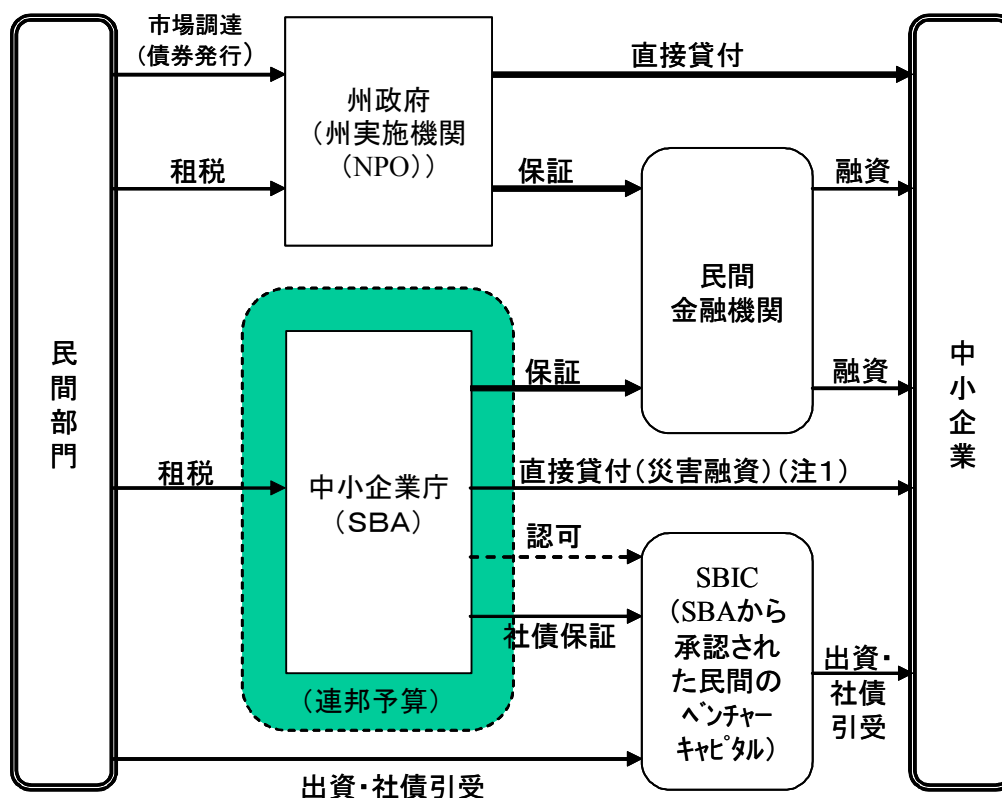 市場調達
(債券発行)
直接貸付
州政府
(州実施機関
(NPO))
租税
保証
融資
民間
金融機関
民間部門
中小企業
保証
融資
租税
中小企業庁
(SBA)
直接貸付(災害融資)(注1)
認可
社債保証
SBIC
(SBAから
承認され
た民間の
ベンチャー
キャピタル)
出資・
社債
引受
(連邦予算)
出資・社債引受